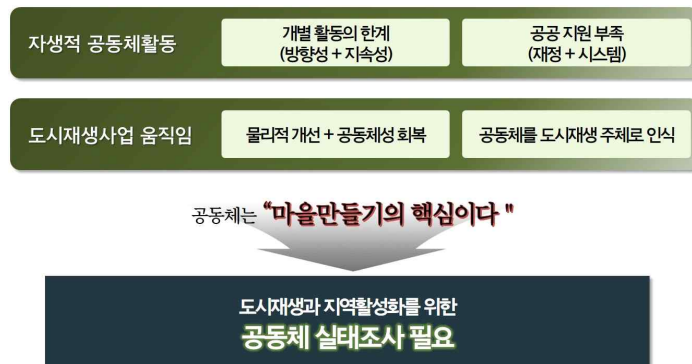 자생적 공동체활동
개별 활동의 한계
(방향성 + 지속성)
공공 지원 부족
(재정 + 시스템)
도시재생사업 움직임
물리적 개선 + 공동체성 회복
공동체를 도시재생 주체로 인식
공동체는 “마을만들기의 핵심이다 "
도시재생과 지역활성화를 위한
공동체 실태조사 필요